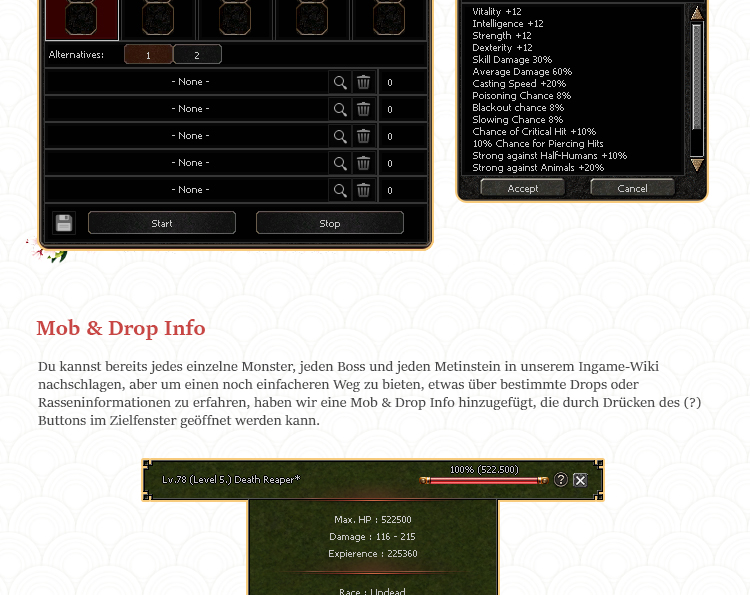 Alternatives: 1 2
- None - 0
- None - 0
- None - 0
- None - 0
- None - 0
Start Stop
Vitality +12
Intelligence +12
Strength +12
Dexterity +12
Skill Damage 30%
Average Damage 60%
Casting Speed +20%
Poisoning Chance 8%
Blackout chance 8%
Slowing Chance 8%
Chance of Critical Hit +10%
10% Chance for Piercing Hits
Strong against Half-Humans +10%
Strong against Animals +20%
Accept Cancel
Mob & Drop Info
Du kannst bereits jedes einzelne Monster, jeden Boss und jeden Metinstein in unserem Ingame-Wiki
nachschlagen, aber um einen noch einfacheren Weg zu bieten, etwas über bestimmte Drops oder
Rasseninformationen zu erfahren, haben wir eine Mob & Drop Info hinzugefügt, die durch Drücken des (?)
Buttons im Zielfenster geöffnet werden kann.
100% (522.500)
Lv.78 (Level 5.) Death Reaper* ?
Max. HP : 522500
Damage : 116 - 215
Expierence : 225360
Race : Undead